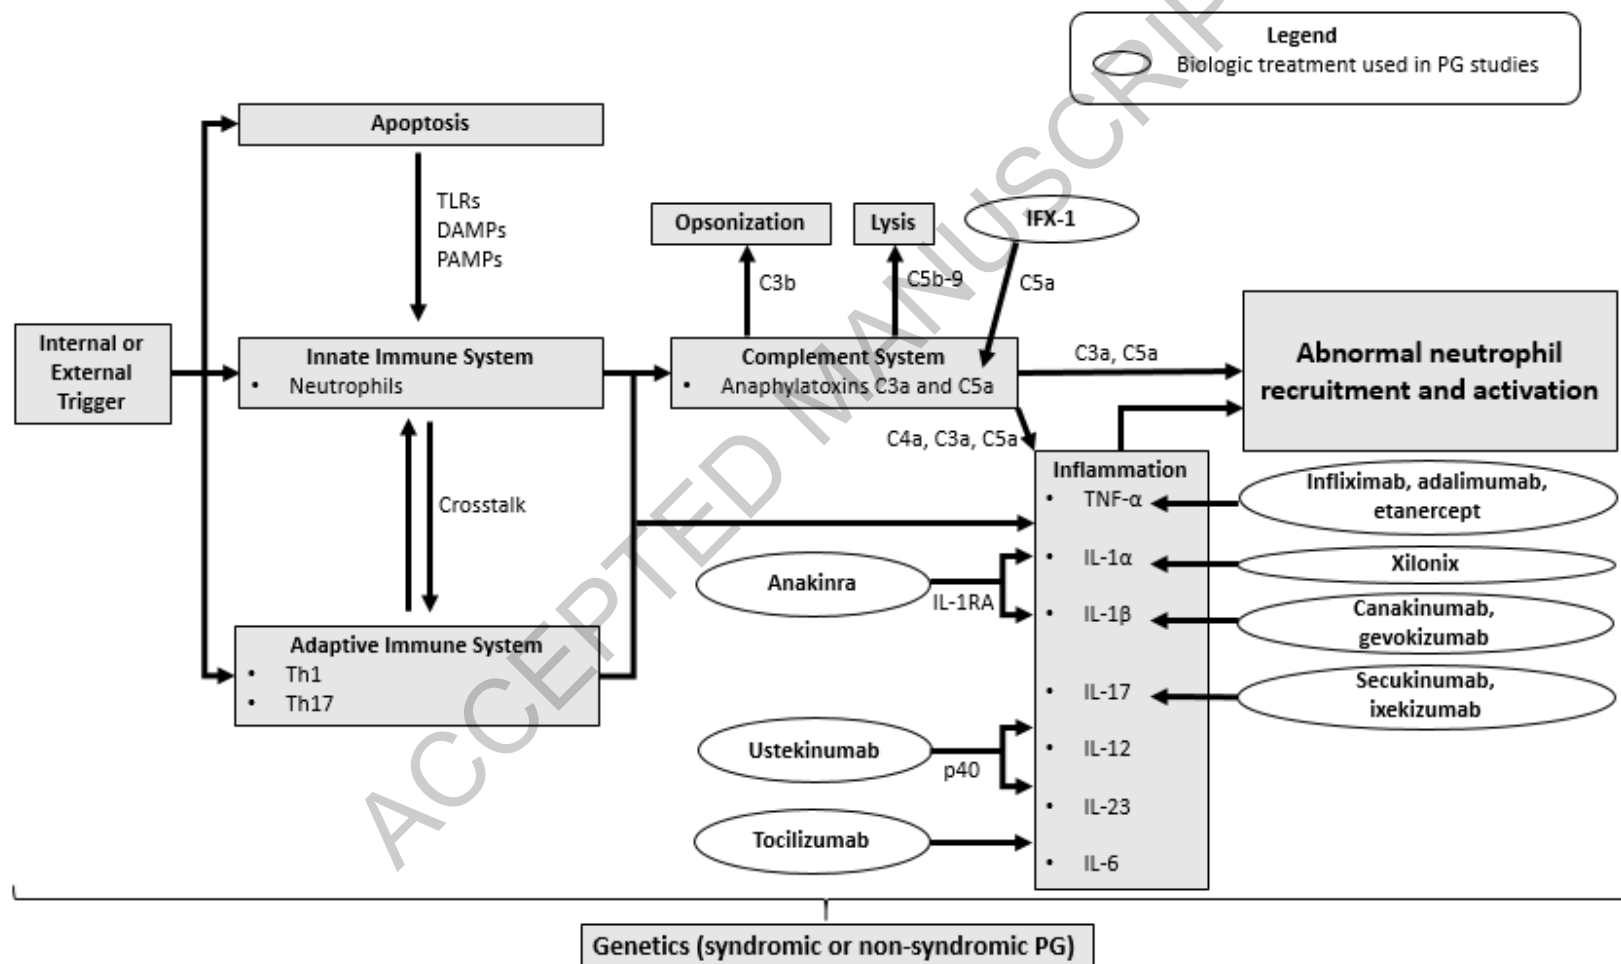 Legend
Biologic treatment used in PG studies
Apoptosis
TLRs
DAMPs
PAMPs
Opsonization
Lysis
IFX-1
C3b
C5b-9
C5a
Internal or
External
Trigger
Innate Immune System
• Neutrophils
Complement System
• Anaphylatoxins C3a and C5a
C3a, C5a
Abnormal neutrophil
recruitment and activation
C4a, C3a, C5a
Crosstalk
Inflammation
• TNF-α
• IL-1α
• IL-1β
• IL-17
• IL-12
• IL-23
• IL-6
Infliximab, adalimumab,
etanercept
Xilonix
Canakinumab,
gevokizumab
Secukinumab,
ixekizumab
Anakinra
IL-1RA
Adaptive Immune System
• Th1
• Th17
Ustekinumab
p40
Tocilizumab
Genetics (syndromic or non-syndromic PG)
ACCEPTED MANUSCRIP